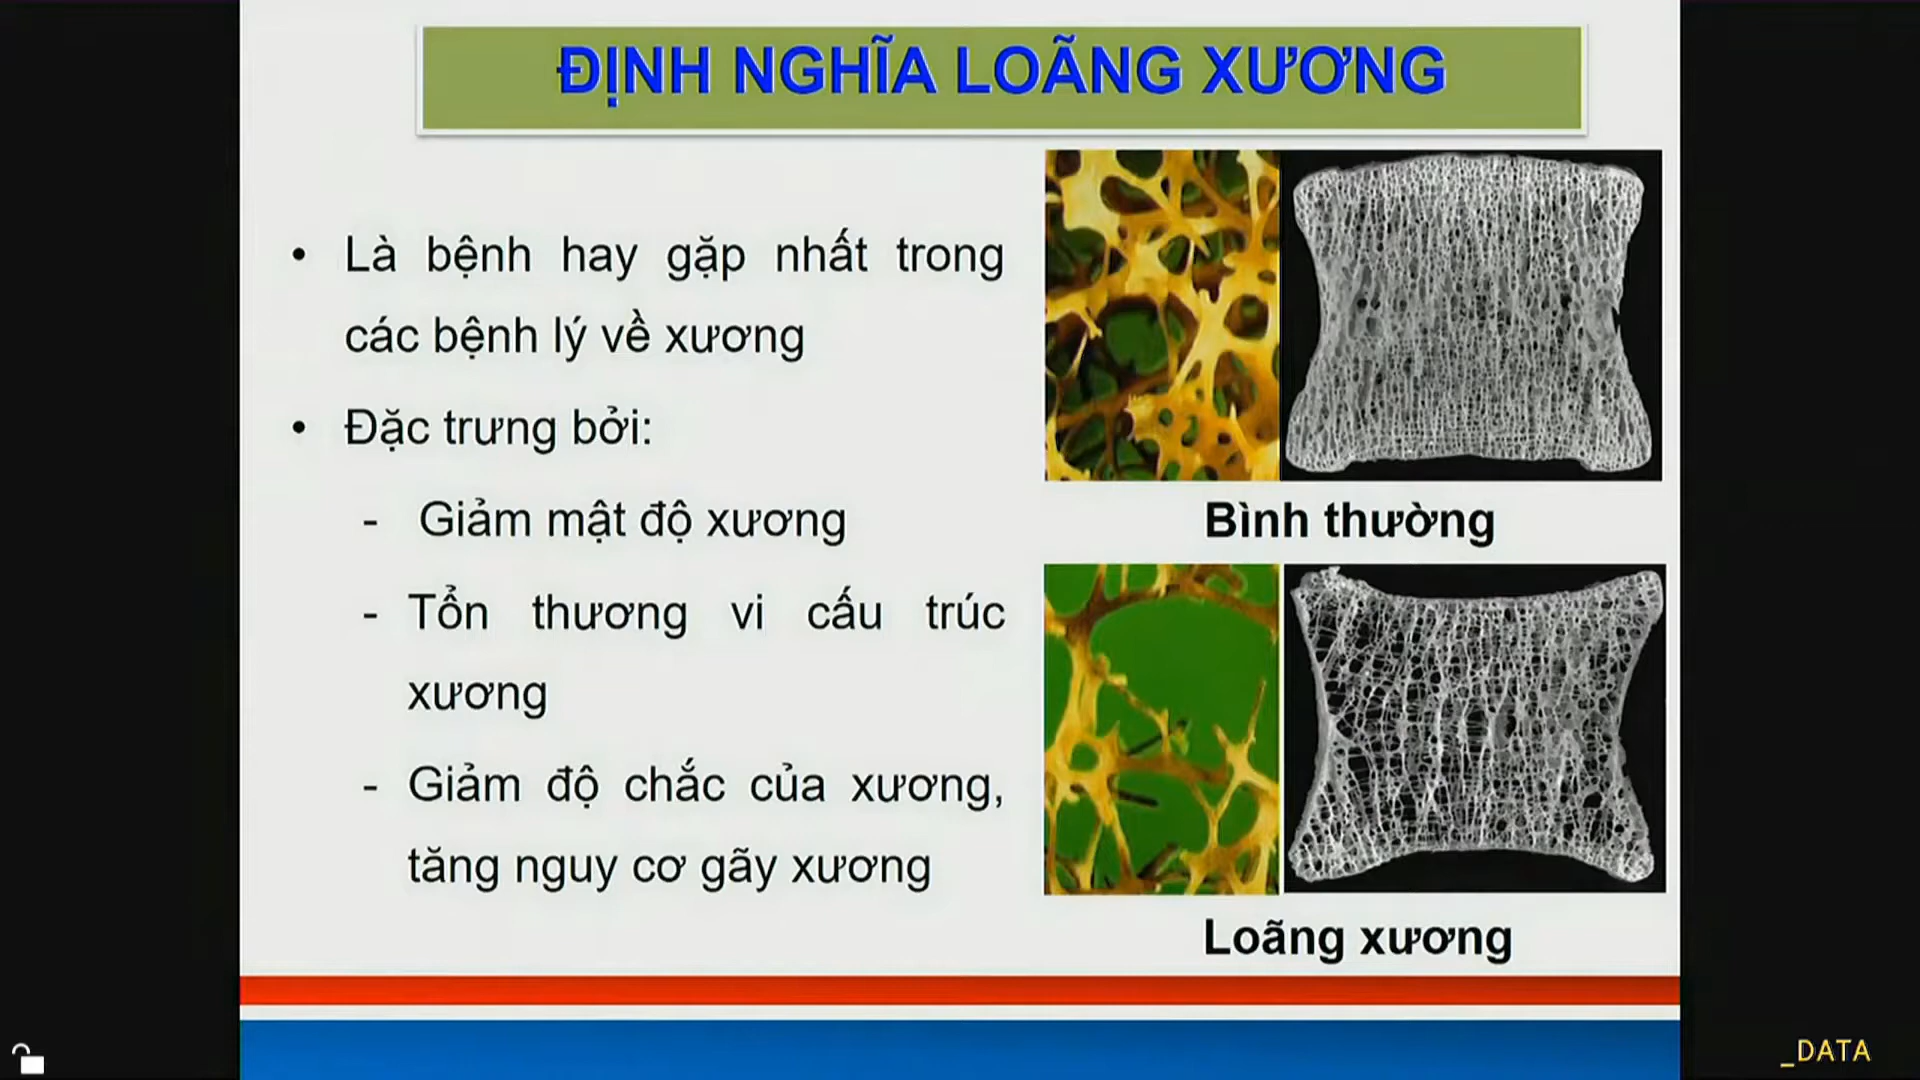 ĐỊNH NGHĨA LOÃNG XƯƠNG
• Là bệnh hay gặp nhất trong
các bệnh lý về xương
• Đặc trưng bởi:
- Giảm mật độ xương
- Tổn thương vi cấu trúc
xương
- Giảm độ chắc của xương,
tăng nguy cơ gãy xương
Bình thường
Loãng xương
_DATA